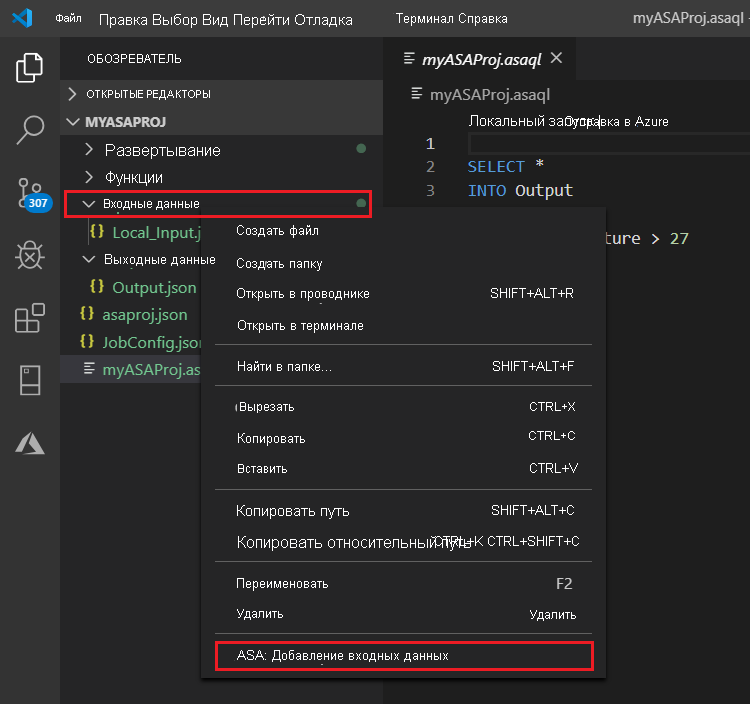 Файл Правка Выбор Вид Перейти Отладка Терминал Справка myASAProj.asaql
ОБОЗРЕВАТЕЛЬ
ОТКРЫТЫЕ РЕДАКТОРЫ
MYASAPROJ
Развертывание
Функции
Входные данные
{} Local_Input.j
Выходные данные
{} Output.json
{} asaproj.json
{} JobConfig.json
myASAProj.as
307
myASAProj.asaql
myASAProj.asaql
Локальный запуск| Отправка в Azure
1
2 SELECT *
3 INTO Output
ture > 27
Создать файл
Создать папку
Открыть в проводнике SHIFT+ALT+R
Открыть в терминале
Найти в папке... SHIFT+ALT+F
Вырезать CTRL+X
Копировать CTRL+C
Вставить CTRL+V
Копировать путь SHIFT+ALT+C
Копировать относительный путь CTRL+K CTRL+SHIFT+C
Переименовать F2
Удалить Удалить
ASA: Добавление входных данных